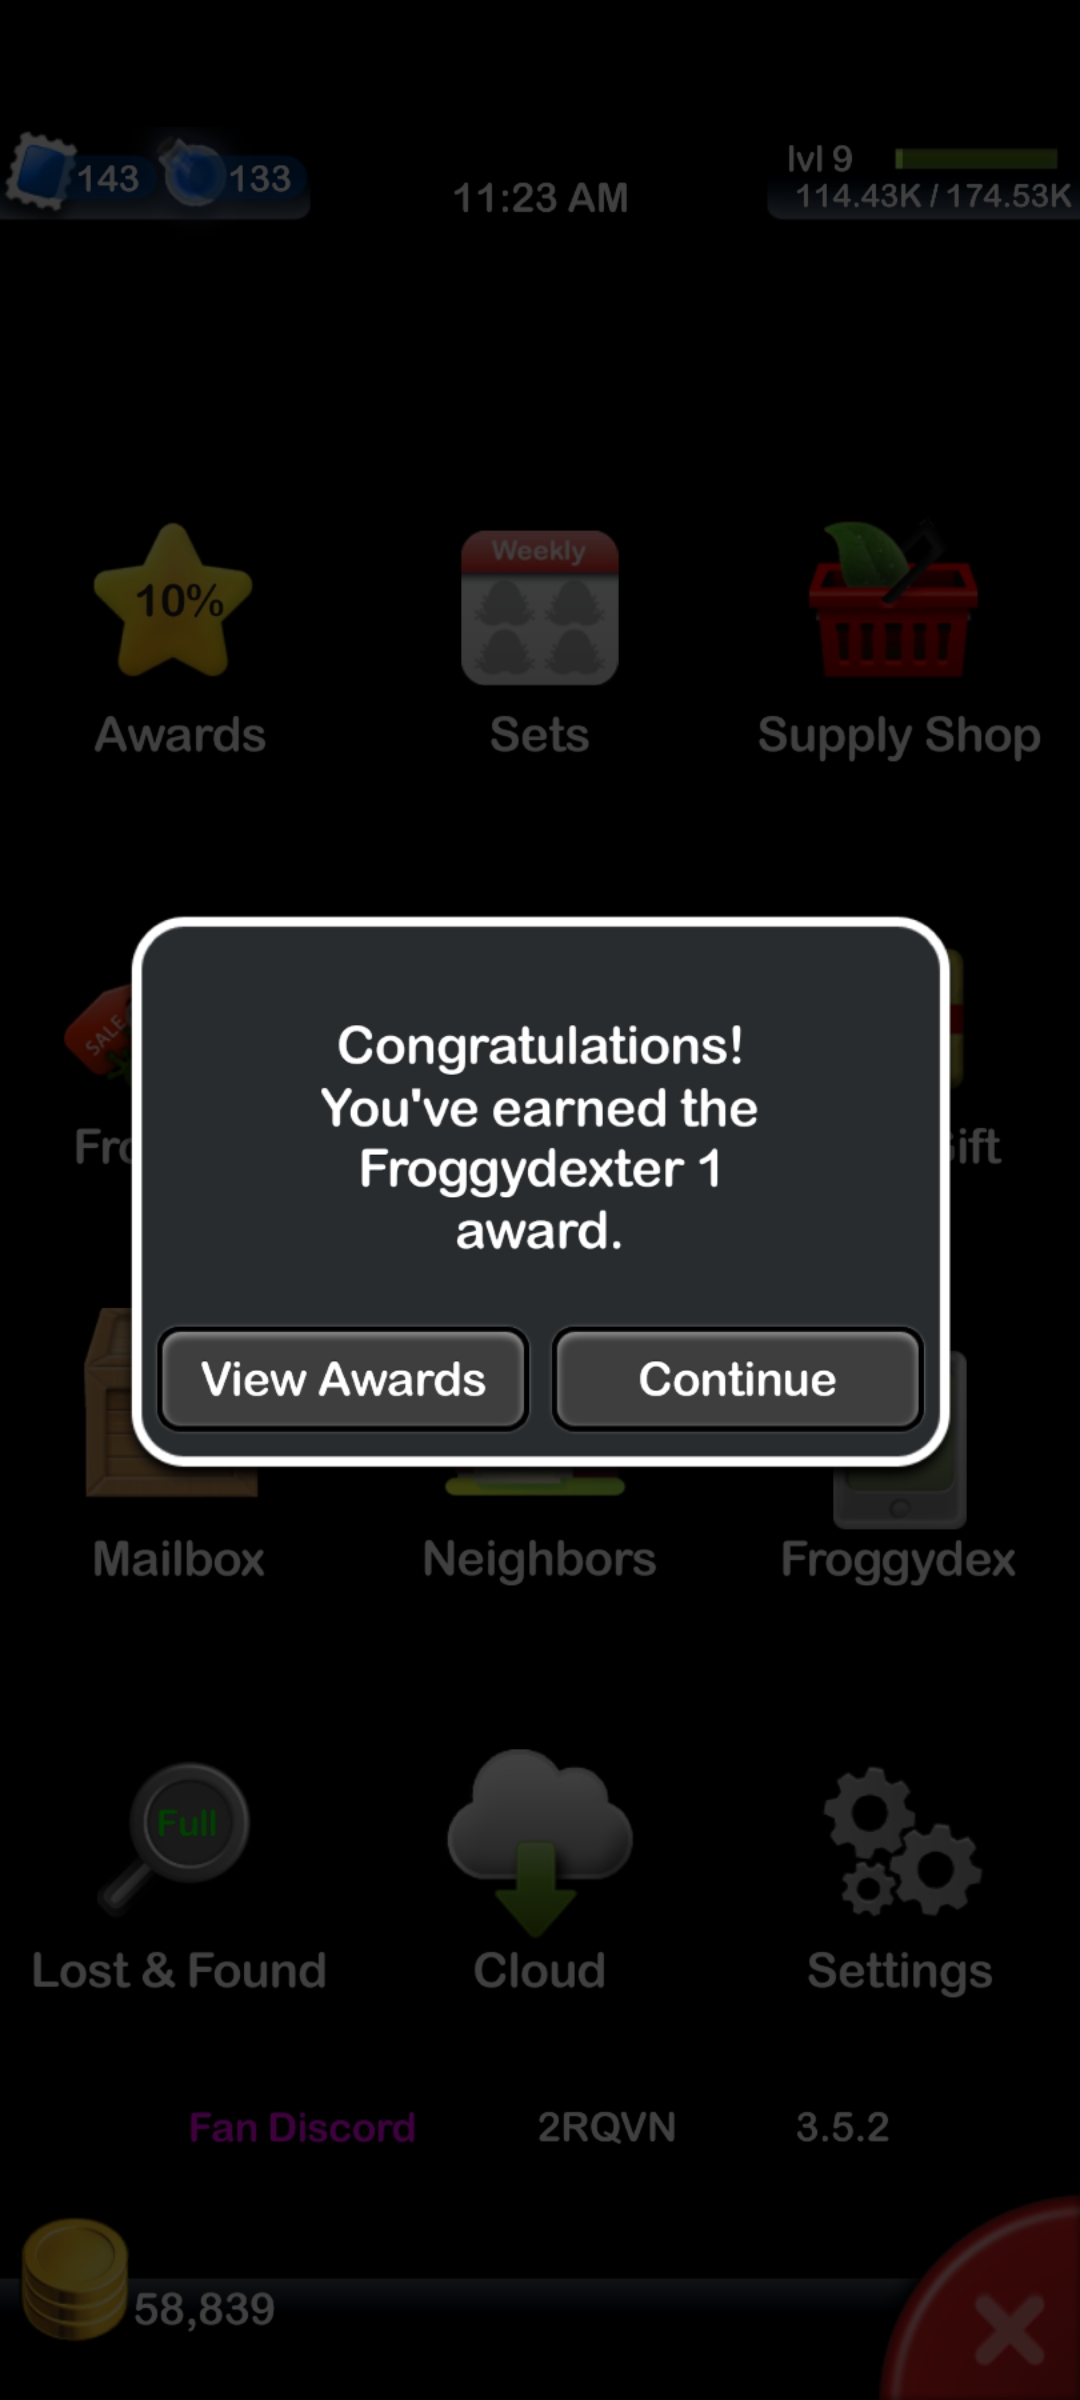 143
133
11:23 AM
lvl 9
114.43K / 174.53K
10%
Weekly
Awards
Sets
Supply Shop
SALE
Congratulations!
You've earned the
Froggydexter 1
award.
View Awards
Continue
Mailbox
Neighbors
Froggydex
Full
Lost & Found
Cloud
Settings
Fan Discord
2RQVN
3.5.2
58,839